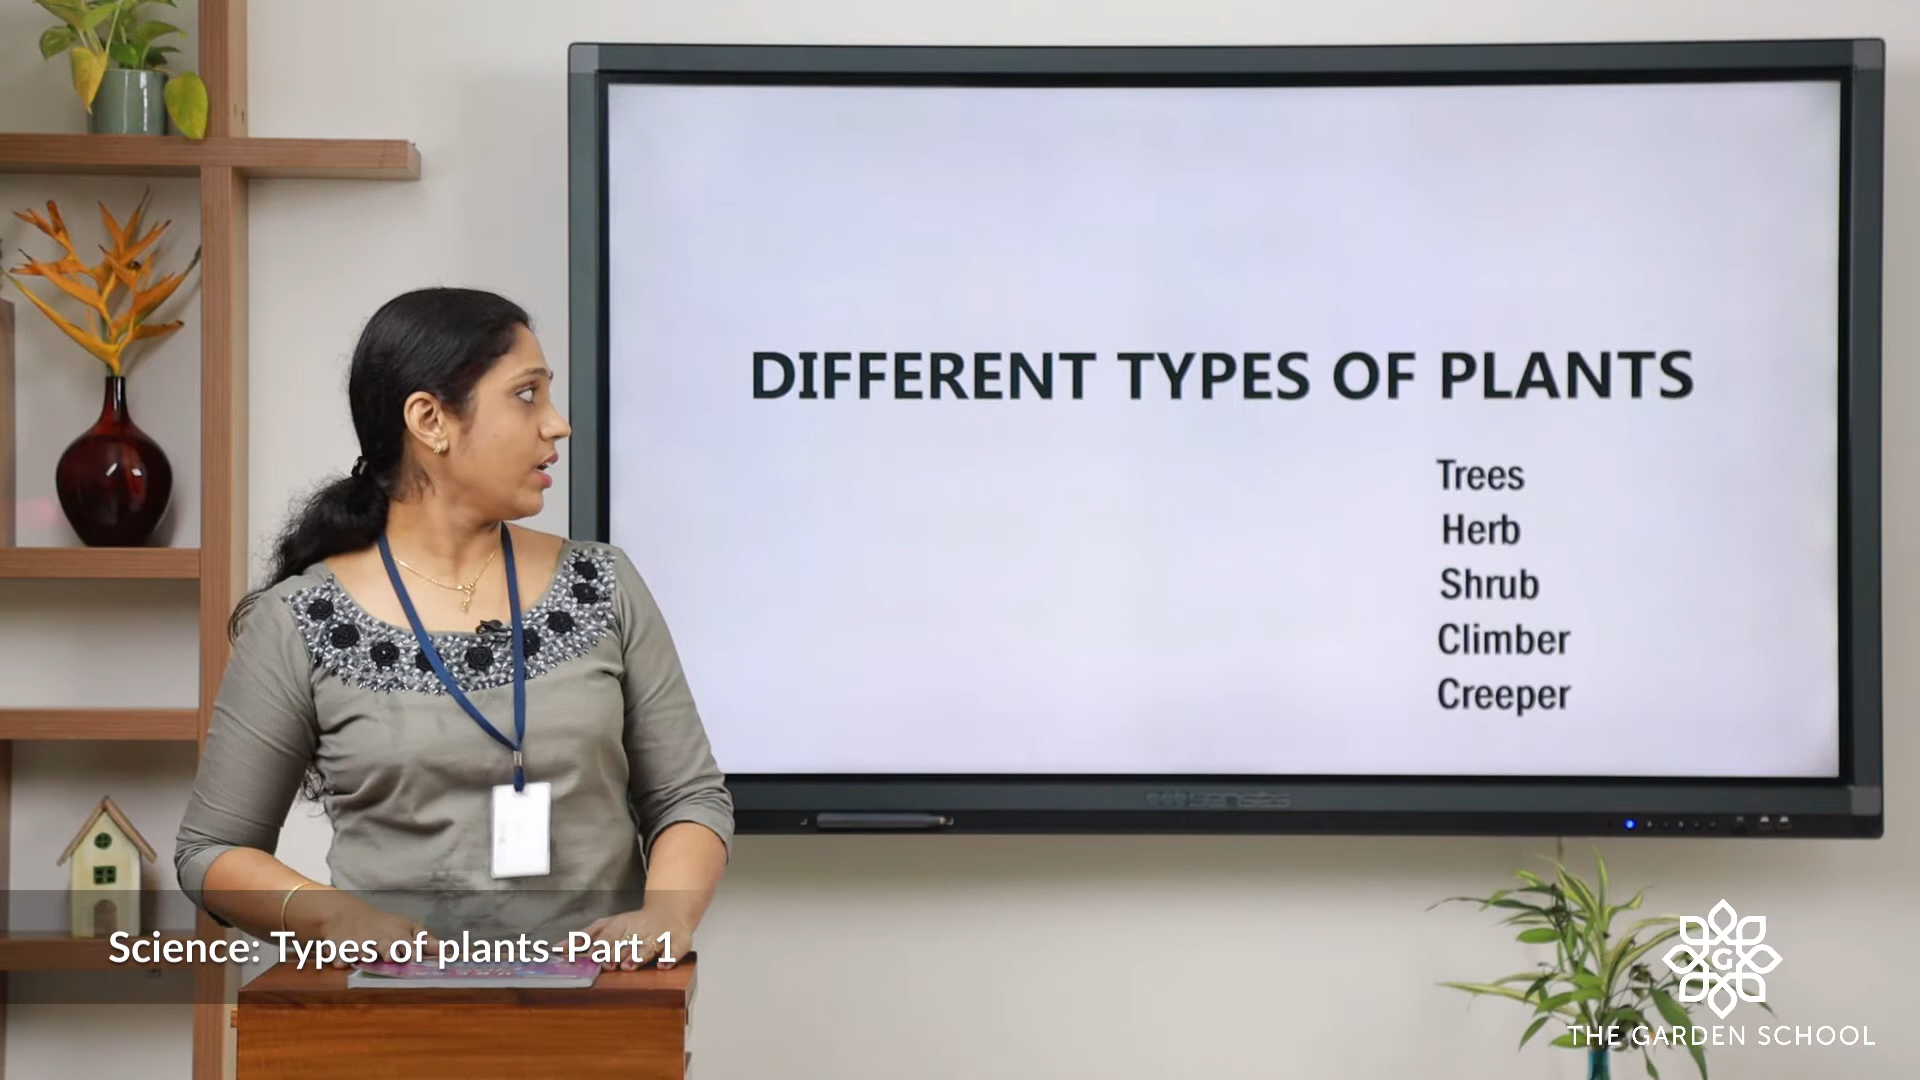 DIFFERENT TYPES OF PLANTS
Trees
Herb
Shrub
Climber
Creeper
Science: Types of plants-Part 1
G
THE GARDEN SCHOOL